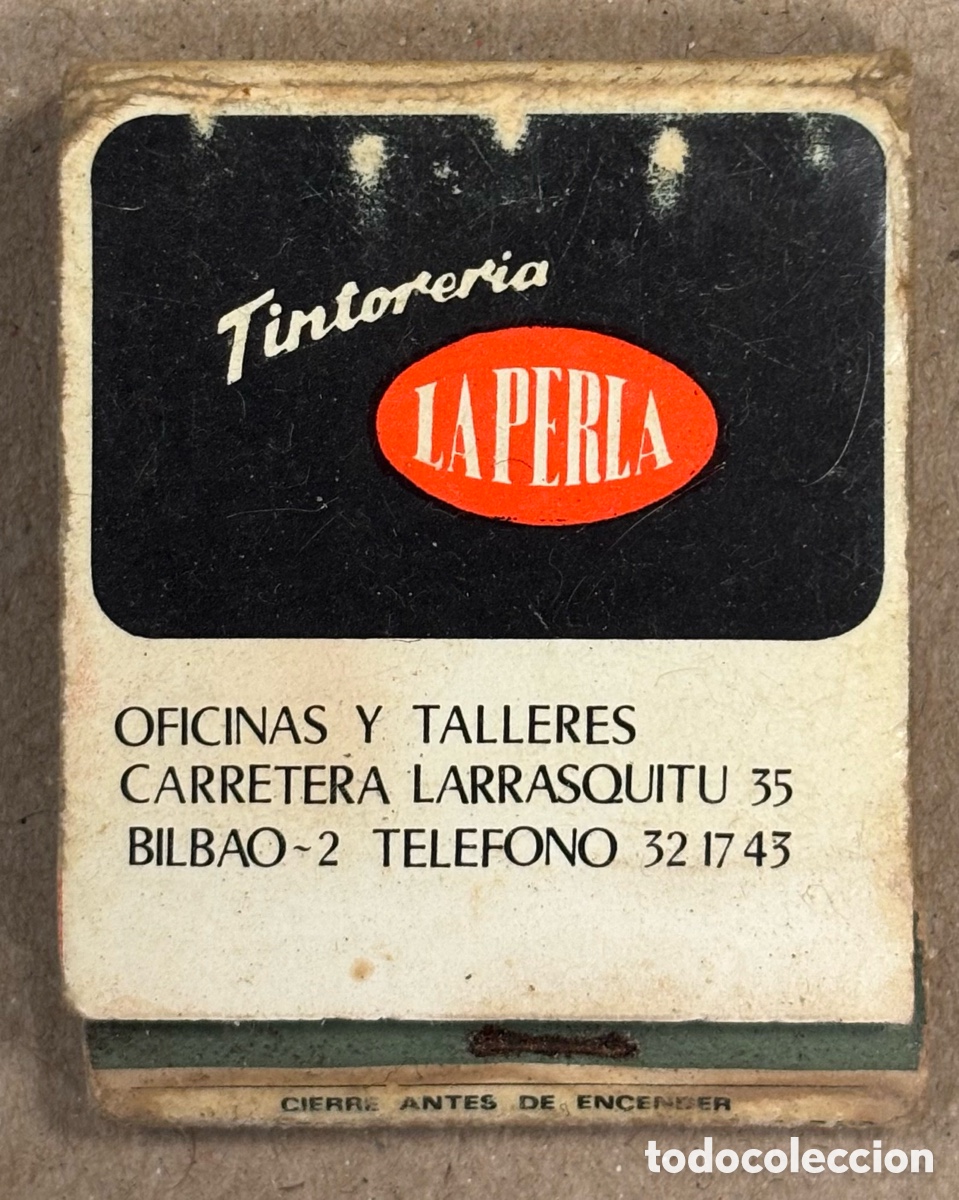 Tintoreria
LA PERLA
OFICINAS Y TALLERES
CARRETERA LARRASQUITU 35
BILBAO~2 TELEFONO 32 17 43
CIERRE ANTES DE ENCENDER
todocoleccion